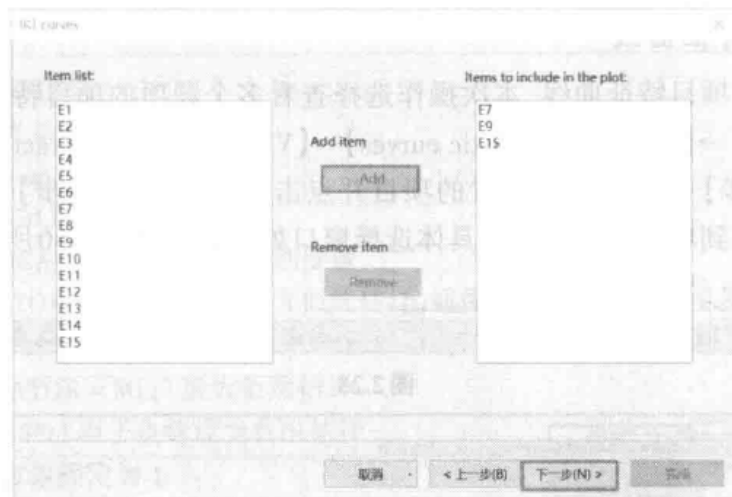 curves
Item list:
E1
E2
E3
E4
E5
E6
E7
E8
E9
E10
E11
E12
E13
E14
E15
Add item
Add
Remove item
Remove
Items to include in the plot:
E7
E9
E15
取消
< 上一步(B)
下一步(N) >
完成